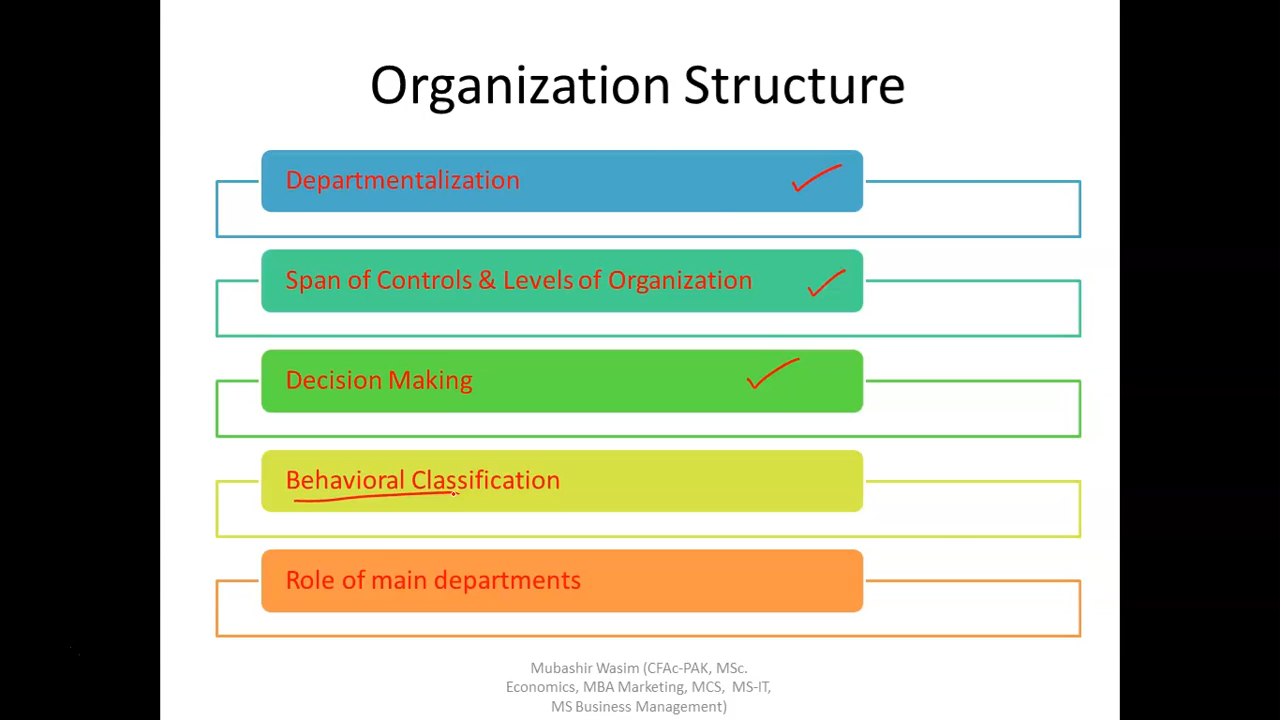 Organization Structure
Departmentalization
Span of Controls & Levels of Organization
Decision Making
Behavioral Classification
Role of main departments
Mubashir Wasim (CFAc-PAK, MSc.
Economics, MBA Marketing, MCS, MS-IT,
MS Business Management)